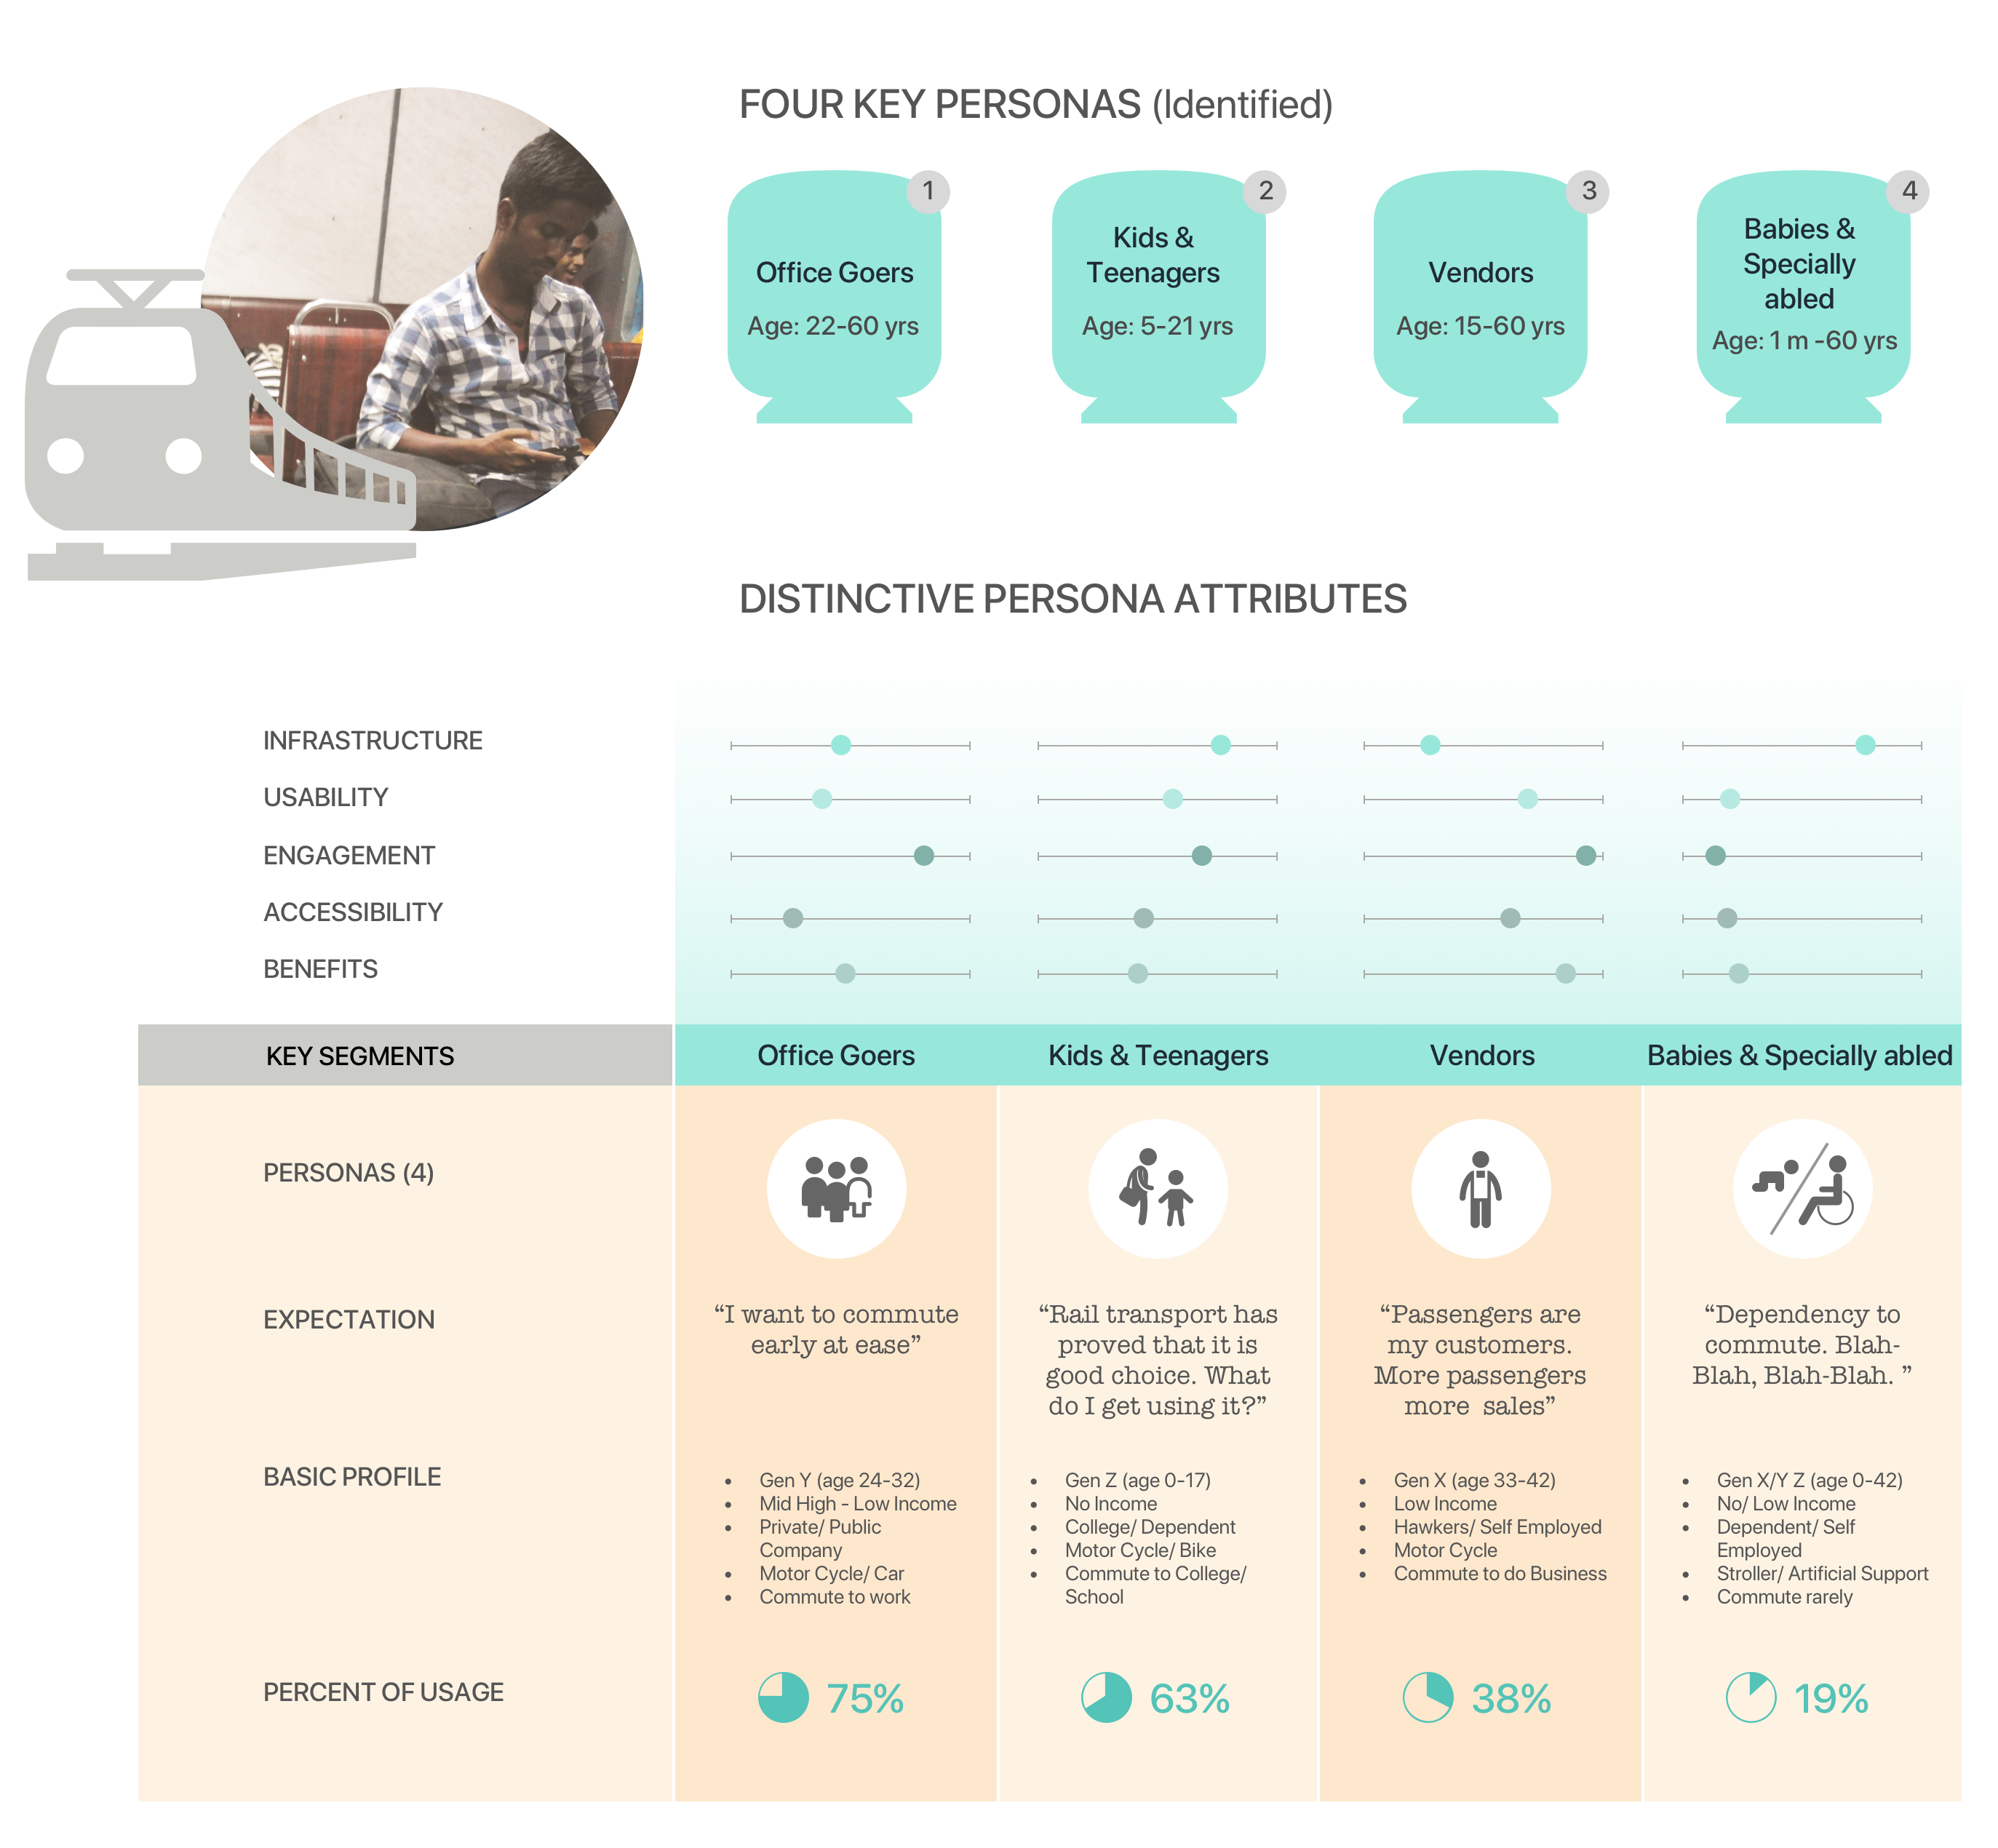 FOUR KEY PERSONAS (Identified)
1
Office Goers
Age: 22-60 yrs
2
Kids &
Teenagers
Age: 5-21 yrs
3
Vendors
Age: 15-60 yrs
4
Babies &
Specially
abled
Age: 1 m -60 yrs
DISTINCTIVE PERSONA ATTRIBUTES
INFRASTRUCTURE
USABILITY
ENGAGEMENT
ACCESSIBILITY
BENEFITS
KEY SEGMENTS
Office Goers
Kids & Teenagers
Vendors
Babies & Specially abled
PERSONAS (4)
EXPECTATION
“I want to commute
early at ease”
“Rail transport has
proved that it is
good choice. What
do I get using it?”
“Passengers are
my customers.
More passengers
more  sales”
“Dependency to
commute. Blah-
Blah, Blah-Blah. ”
BASIC PROFILE
• Gen Y (age 24-32)
• Mid High - Low Income
• Private/ Public
Company
• Motor Cycle/ Car
• Commute to work
• Gen Z (age 0-17)
• No Income
• College/ Dependent
• Motor Cycle/ Bike
• Commute to College/
School
• Gen X (age 33-42)
• Low Income
• Hawkers/ Self Employed
• Motor Cycle
• Commute to do Business
• Gen X/Y Z (age 0-42)
• No/ Low Income
• Dependent/ Self
Employed
• Stroller/ Artificial Support
• Commute rarely
PERCENT OF USAGE
75%
63%
38%
19%